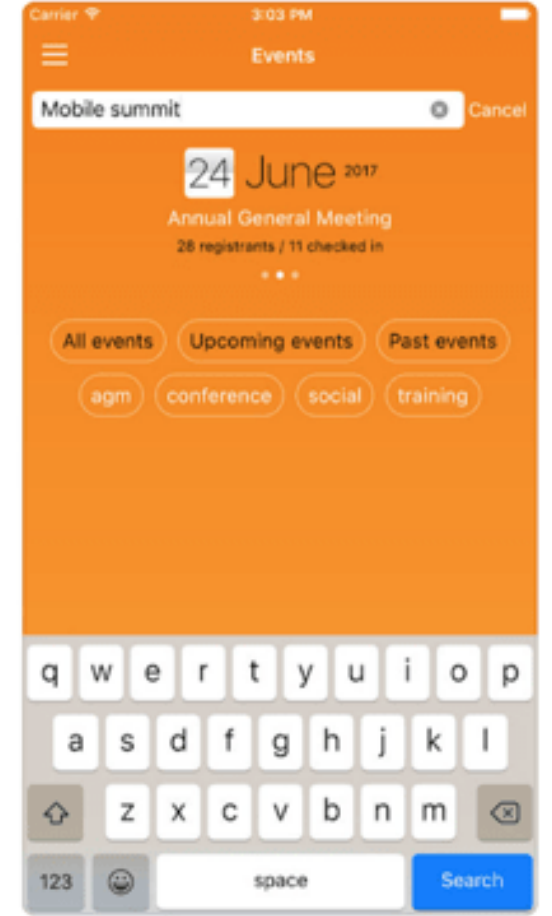 Carrier 3:03 PM
Events
Mobile summit Cancel
24 June 2017
Annual General Meeting
28 registrants / 11 checked in
All events Upcoming events Past events
agm conference social training
q w e r t y u i o p
a s d f g h j k l
z x c v b n m
123 space Search